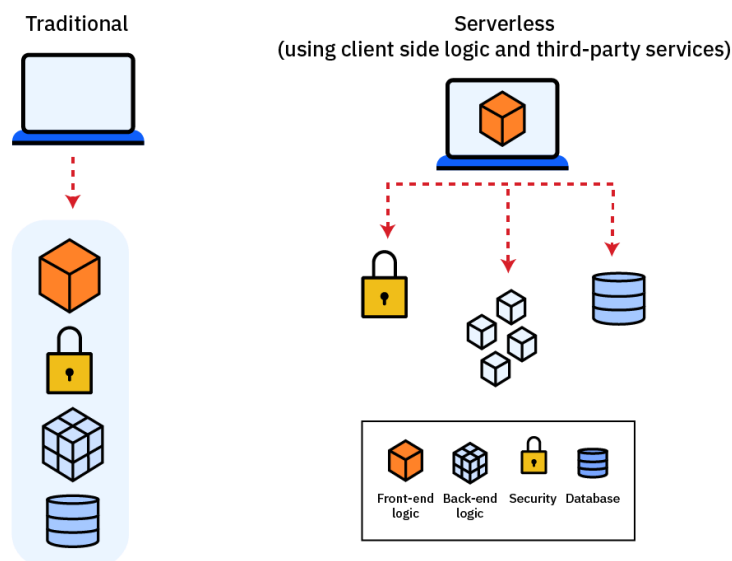 Traditional
Serverless
(using client side logic and third-party services)
Front-end
logic
Back-end
logic
Security
Database